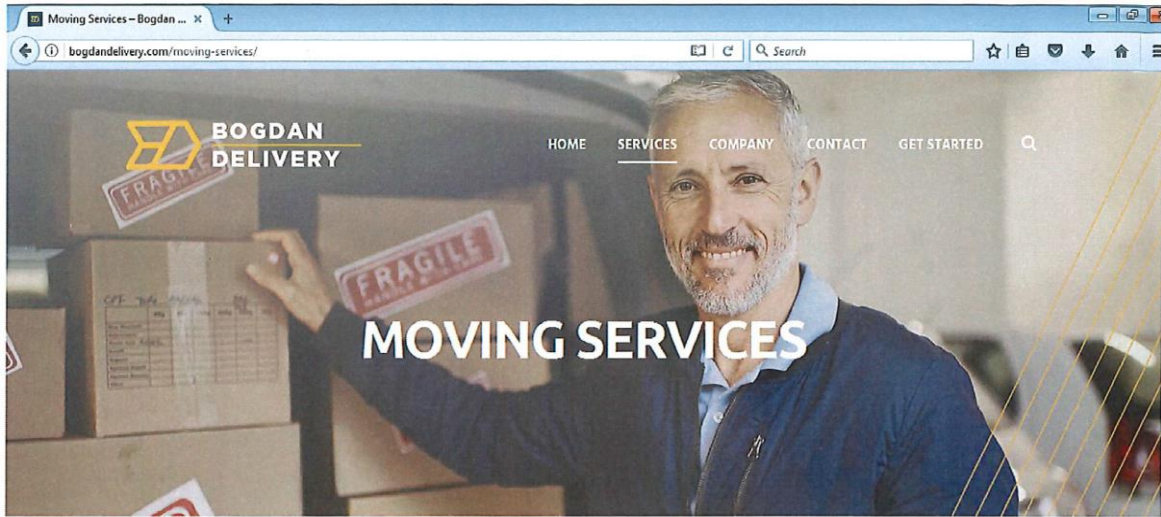 Moving Services – Bogdan ...
bogdandelivery.com/moving-services/
Search
BOGDAN
DELIVERY
HOME SERVICES COMPANY CONTACT GET STARTED
FRAGILE
FRAGILE
MOVING SERVICES